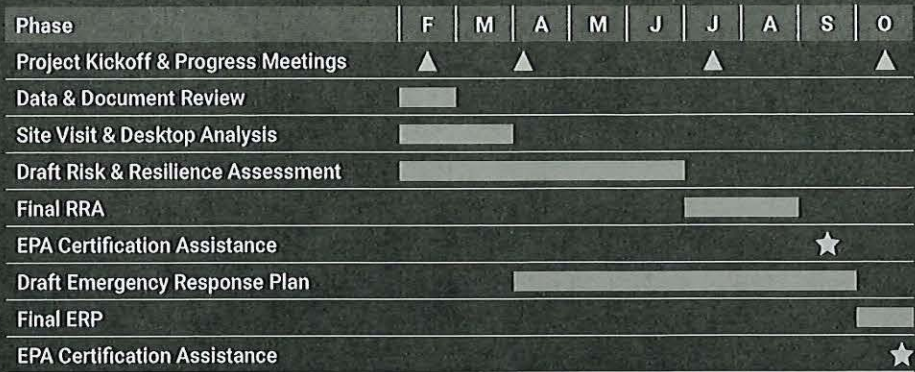 Phase F M A M J J A S O
Project Kickoff & Progress Meetings
Data & Document Review
Site Visit & Desktop Analysis
Draft Risk & Resilience Assessment
Final RRA
EPA Certification Assistance
Draft Emergency Response Plan
Final ERP
EPA Certification Assistance